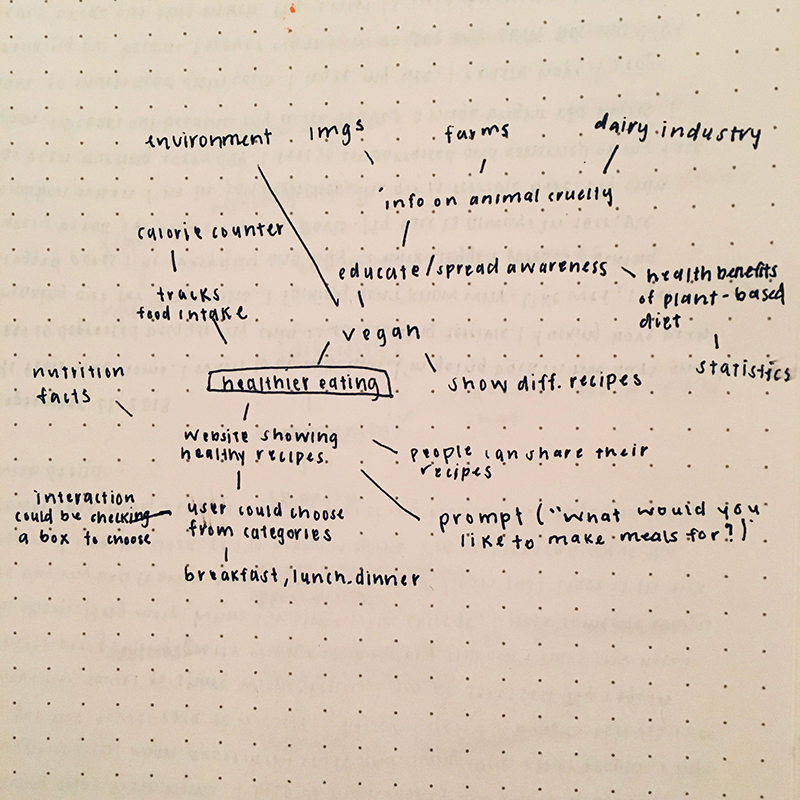 environment
imgs
farms
dairy industry
info on animal cruelty
calorie counter
educate/spread awareness
health benefits
of plant-based
diet
tracks
food intake
vegan
statistics
nutrition
facts
healthier eating
show diff. recipes
website showing
healthy recipes.
people can share their
recipes
interaction
could be checking
a box to choose
user could choose
from categories
prompt ("what would you
like to make meals for?)
breakfast, lunch, dinner